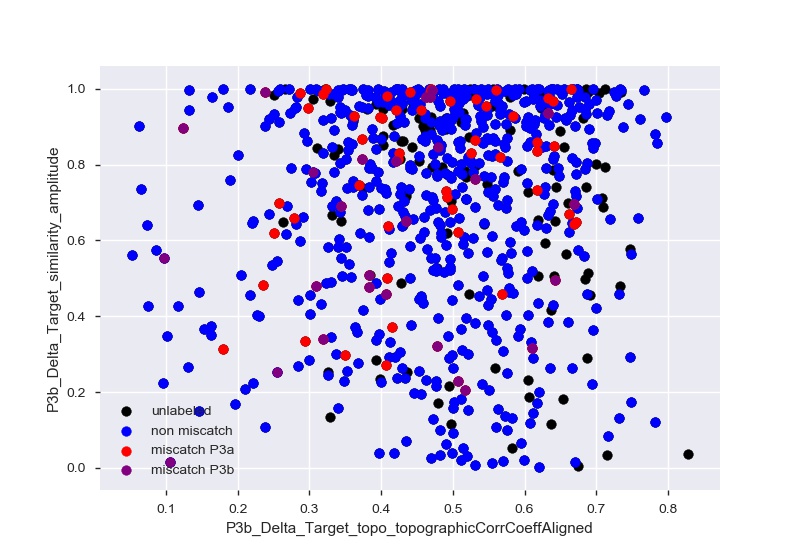 1.0
0.8
0.6
0.4
0.2
0.0
P3b_Delta_Target_similarity_amplitude
unlabeled
non miscatch
miscatch P3a
miscatch P3b
0.1 0.2 0.3 0.4 0.5 0.6 0.7 0.8
P3b_Delta_Target_topo_topographicCorrCoeffAligned